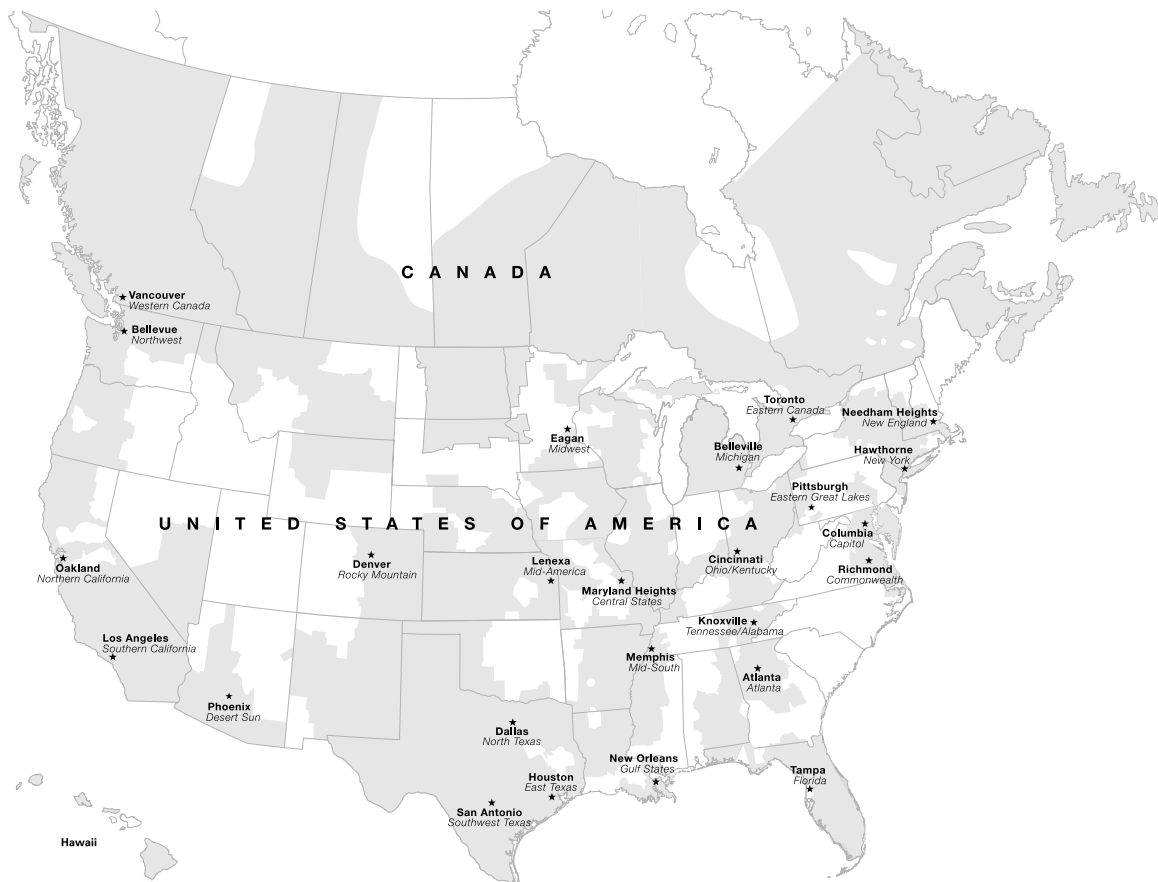 CANADA
Vancouver
Western Canada
Bellevue
Northwest
Toronto
Eastern Canada
Needham Heights
New England
Eagan
Midwest
Belleville
Michigan
Hawthorne
New York
Pittsburgh
Eastern Great Lakes
UNITED STATES OF AMERICA
Columbia
Capitol
Oakland
Northern California
Denver
Rocky Mountain
Lenexa
Mid-America
Maryland Heights
Central States
Cincinnati
Ohio/Kentucky
Richmond
Commonwealth
Knoxville
Tennessee/Alabama
Los Angeles
Southern California
Memphis
Mid-South
Atlanta
Atlanta
Phoenix
Desert Sun
Dallas
North Texas
New Orleans
Gulf States
Houston
East Texas
Tampa
Florida
San Antonio
Southwest Texas
Hawaii